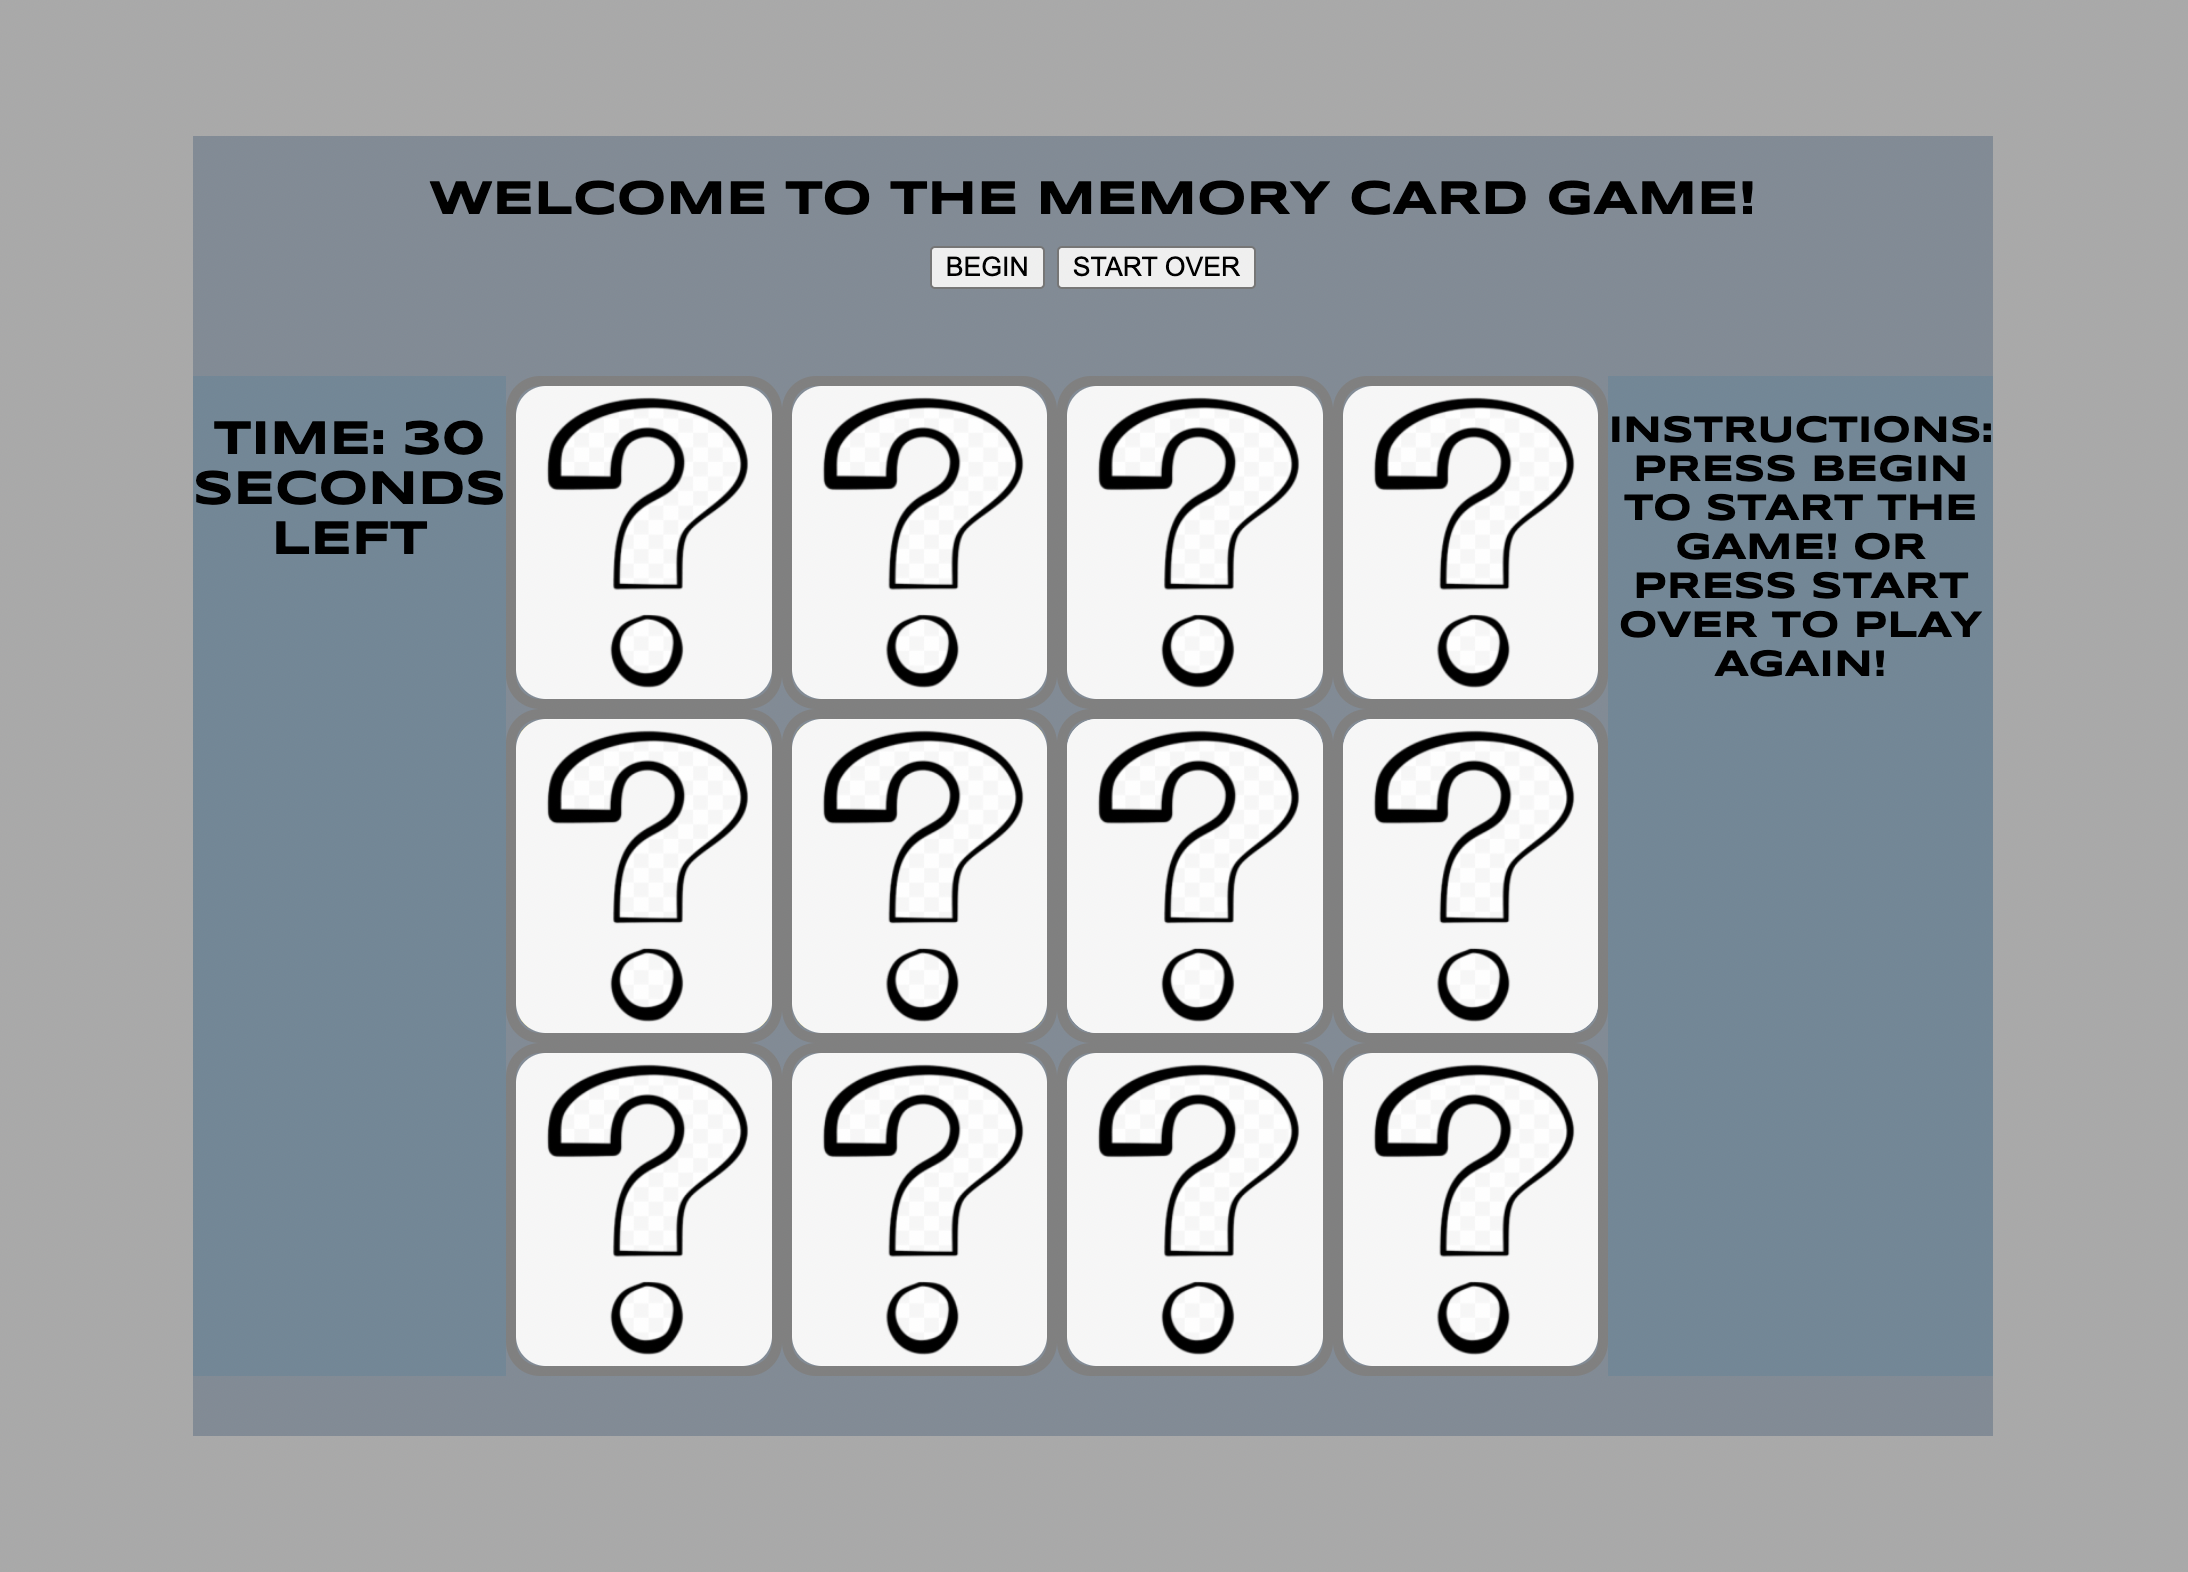 WELCOME TO THE MEMORY CARD GAME!
BEGIN START OVER
TIME: 30
SECONDS
LEFT
? ? ? ?
? ? ? ?
? ? ? ?
INSTRUCTIONS:
PRESS BEGIN
TO START THE
GAME! OR
PRESS START
OVER TO PLAY
AGAIN!